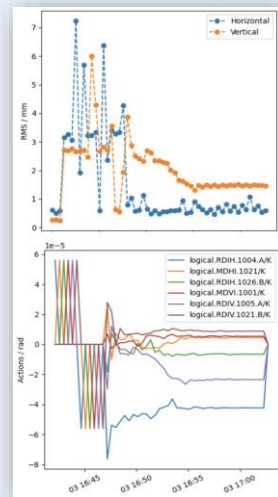 Horizontal
Vertical
7
6
5
4
3
2
1
0
RMS / mm
1e-5
logical.RDIH.1004.A/K
logical.MDHI.1021/K
logical.RDIH.1026.B/K
logical.MDVI.1001/K
logical.RDIV.1005.A/K
logical.RDIV.1021.B/K
6
4
2
0
−2
−4
−6
−8
Actions / rad
03 16:45
03 16:50
03 16:55
03 17:00